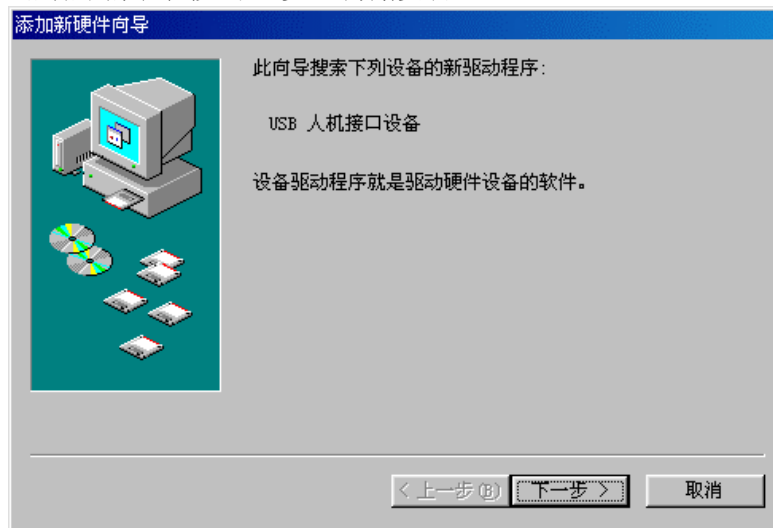 添加新硬件向导
此向导搜索下列设备的新驱动程序:
USB 人机接口设备
设备驱动程序就是驱动硬件设备的软件。
< 上一步(B) 下一步 > 取消